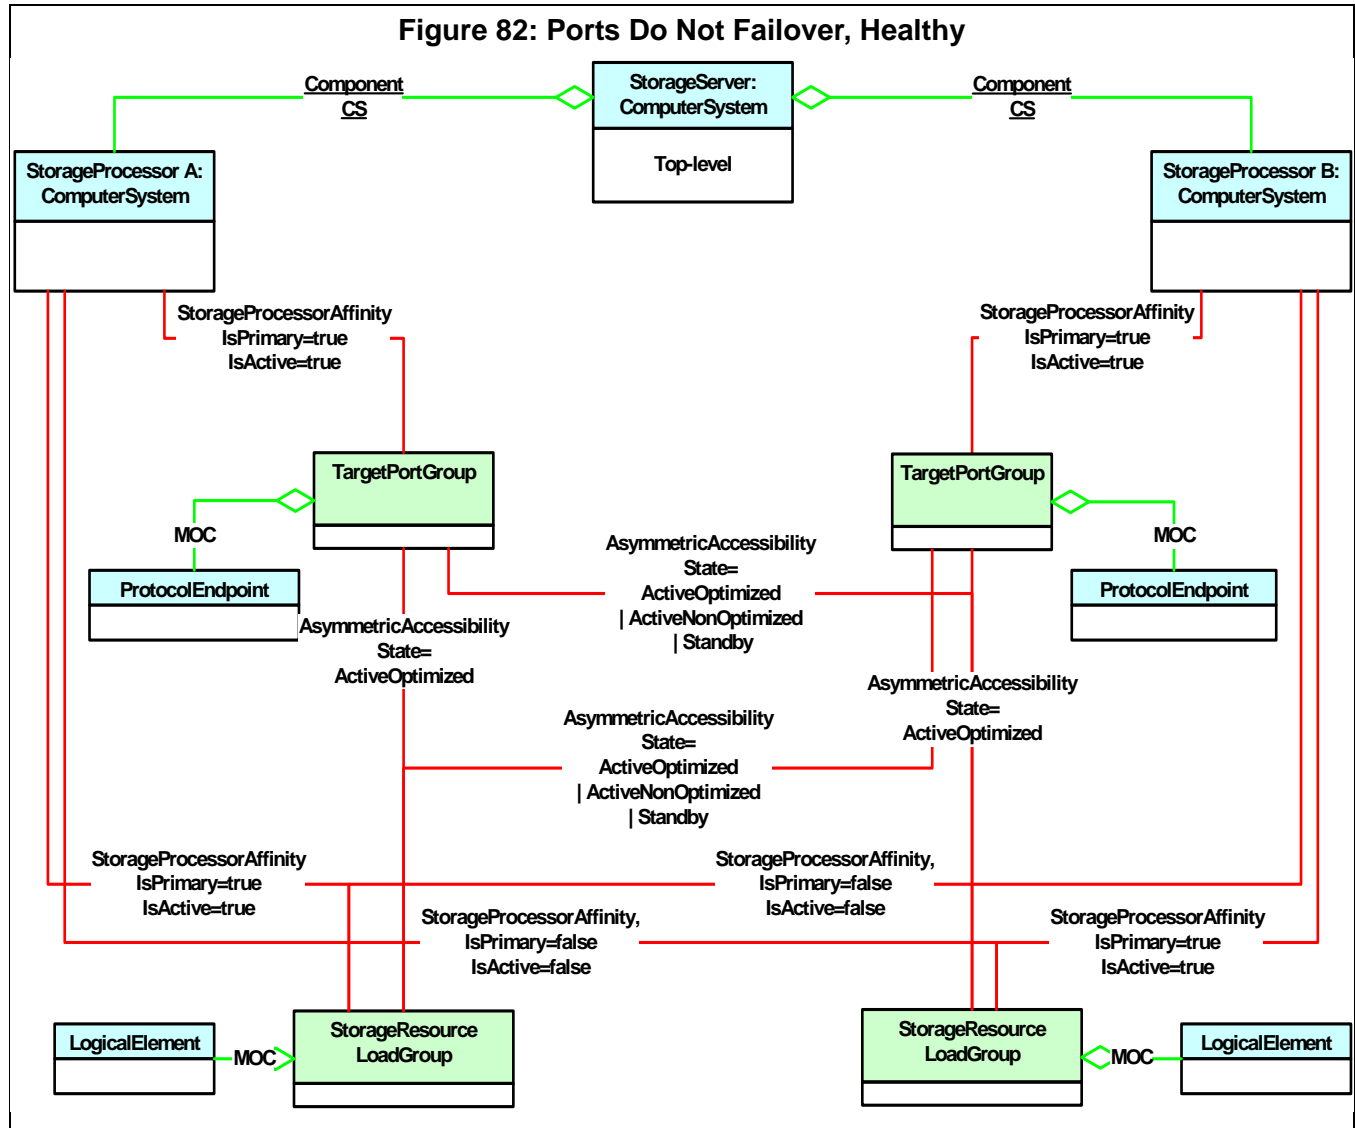 Figure 82: Ports Do Not Failover, Healthy
Component
CS
StorageServer:
ComputerSystem
Top-level
Component
CS
StorageProcessor A:
ComputerSystem
StorageProcessor B:
ComputerSystem
StorageProcessorAffinity
IsPrimary=true
IsActive=true
StorageProcessorAffinity
IsPrimary=true
IsActive=true
TargetPortGroup
TargetPortGroup
MOC
MOC
ProtocolEndpoint
ProtocolEndpoint
AsymmetricAccessibility
State=
ActiveOptimized
| ActiveNonOptimized
| Standby
AsymmetricAccessibility
State=
ActiveOptimized
AsymmetricAccessibility
State=
ActiveOptimized
AsymmetricAccessibility
State=
ActiveOptimized
| ActiveNonOptimized
| Standby
StorageProcessorAffinity
IsPrimary=true
IsActive=true
StorageProcessorAffinity,
IsPrimary=false
IsActive=false
StorageProcessorAffinity,
IsPrimary=false
IsActive=false
StorageProcessorAffinity
IsPrimary=true
IsActive=true
LogicalElement
MOC
StorageResource
LoadGroup
StorageResource
LoadGroup
MOC
LogicalElement